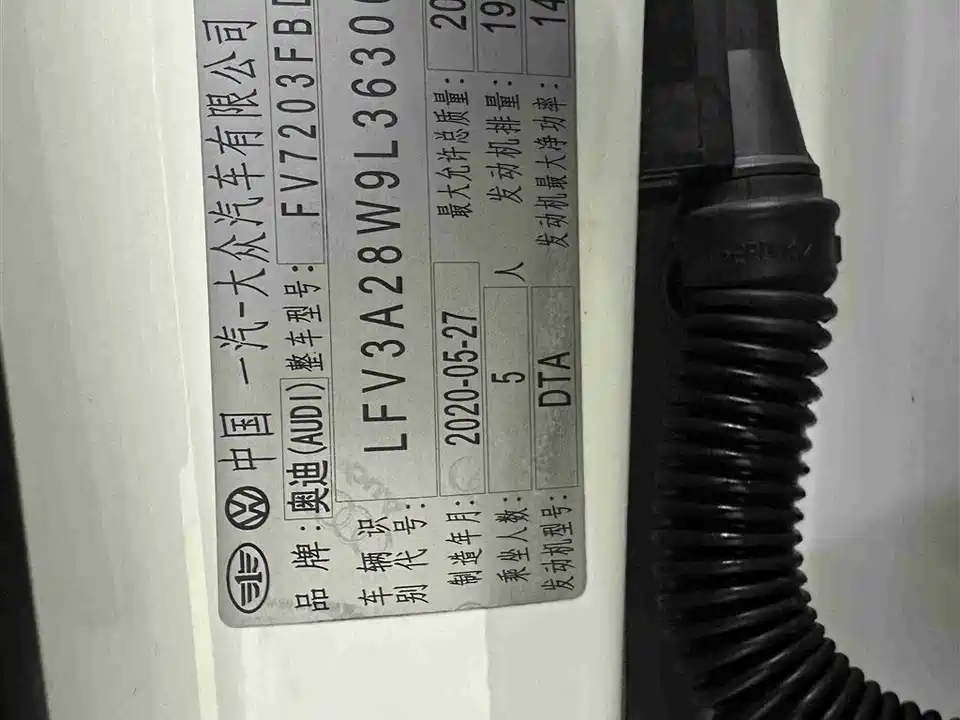 中国 一汽-大众汽车有限公司
品牌: 奥迪(AUDI) 整车型号: FV7203FB
车辆识别代号: LFV3A28W9L3630
制造年月: 2020-05-27 最大允许总质量: 20
乘坐人数: 5 人 发动机排量: 19
发动机型号: DTA 发动机最大净功率: 14